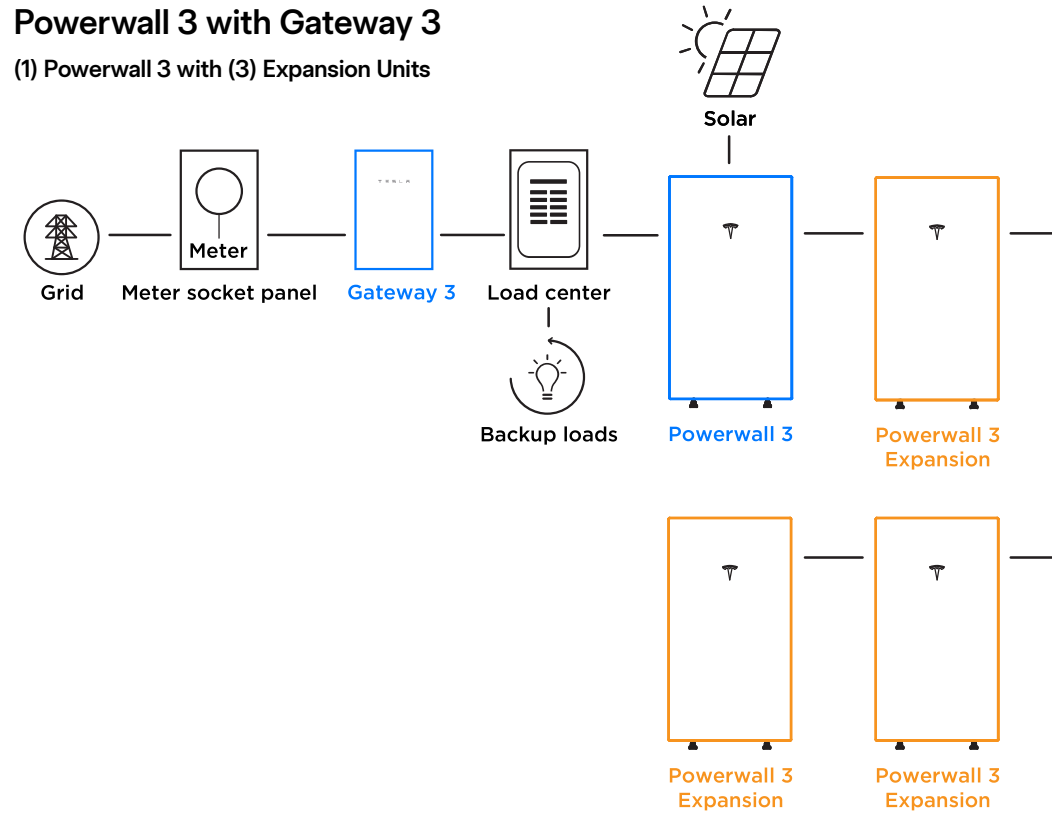 Powerwall 3 with Gateway 3
(1) Powerwall 3 with (3) Expansion Units
Solar
TESLA
Meter
Grid
Meter socket panel
Gateway 3
Load center
Backup loads
Powerwall 3
Powerwall 3
Expansion
Powerwall 3
Expansion
Powerwall 3
Expansion